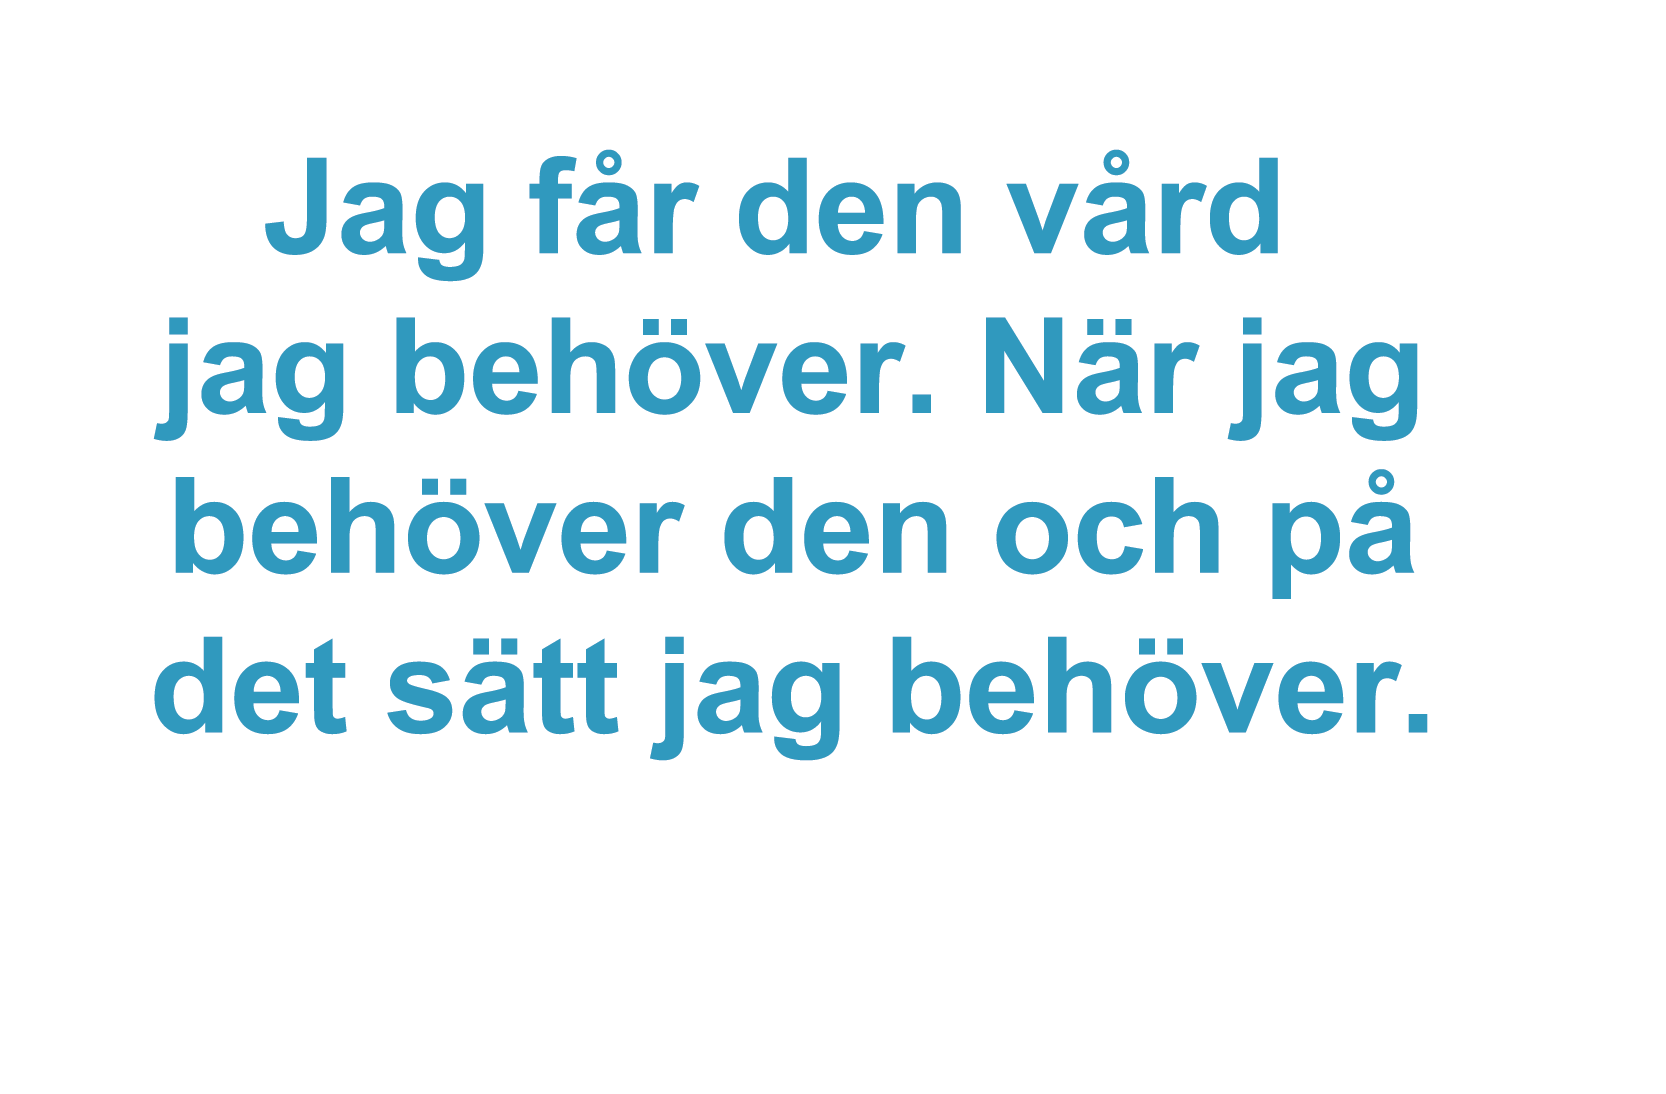 Jag får den vård
jag behöver. När jag
behöver den och på
det sätt jag behöver.